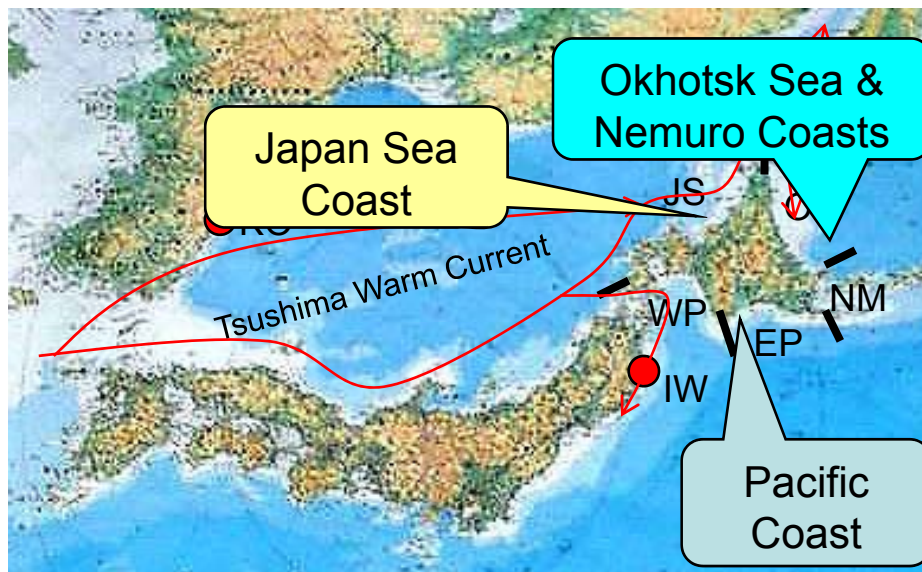 Okhotsk Sea &
Nemuro Coasts
Japan Sea
Coast
JS
Tsushima Warm Current
NM
WP
EP
IW
Pacific
Coast